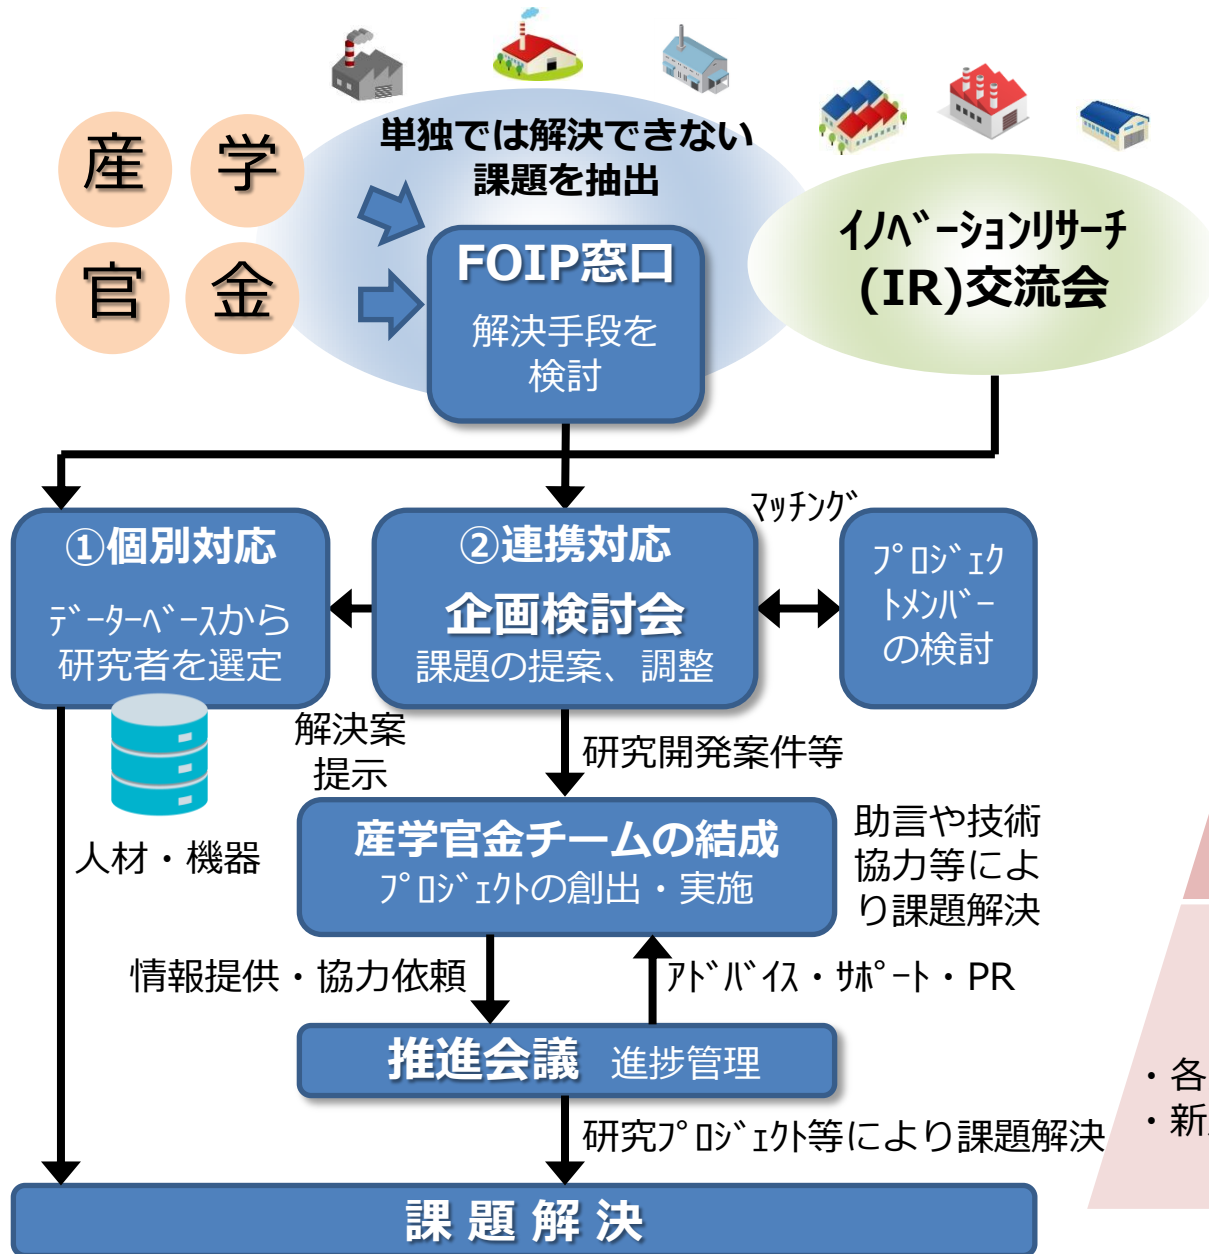 産 学
官 金
単独では解決できない
課題を抽出
FOIP窓口
解決手段を
検討
ｲﾉﾍﾞｰｼｮﾝﾘｻｰﾁ
(IR)交流会
①個別対応
ﾃﾞｰﾀｰﾍﾞｰｽから
研究者を選定
人材・機器
②連携対応
企画検討会
課題の提案、調整
ﾏｯﾁﾝｸﾞ
ﾌﾟﾛｼﾞｪｸ
ﾄﾒﾝﾊﾞｰ
の検討
解決案
提示
研究開発案件等
産学官金チームの結成
ﾌﾟﾛｼﾞｪｸﾄの創出・実施
助言や技術
協力等によ
り課題解決
情報提供・協力依頼
ｱﾄﾞﾊﾞｲｽ・ｻﾎﾟｰﾄ・PR
推進会議 進捗管理
研究ﾌﾟﾛｼﾞｪｸﾄ等により課題解決
課 題 解 決
・各
・新